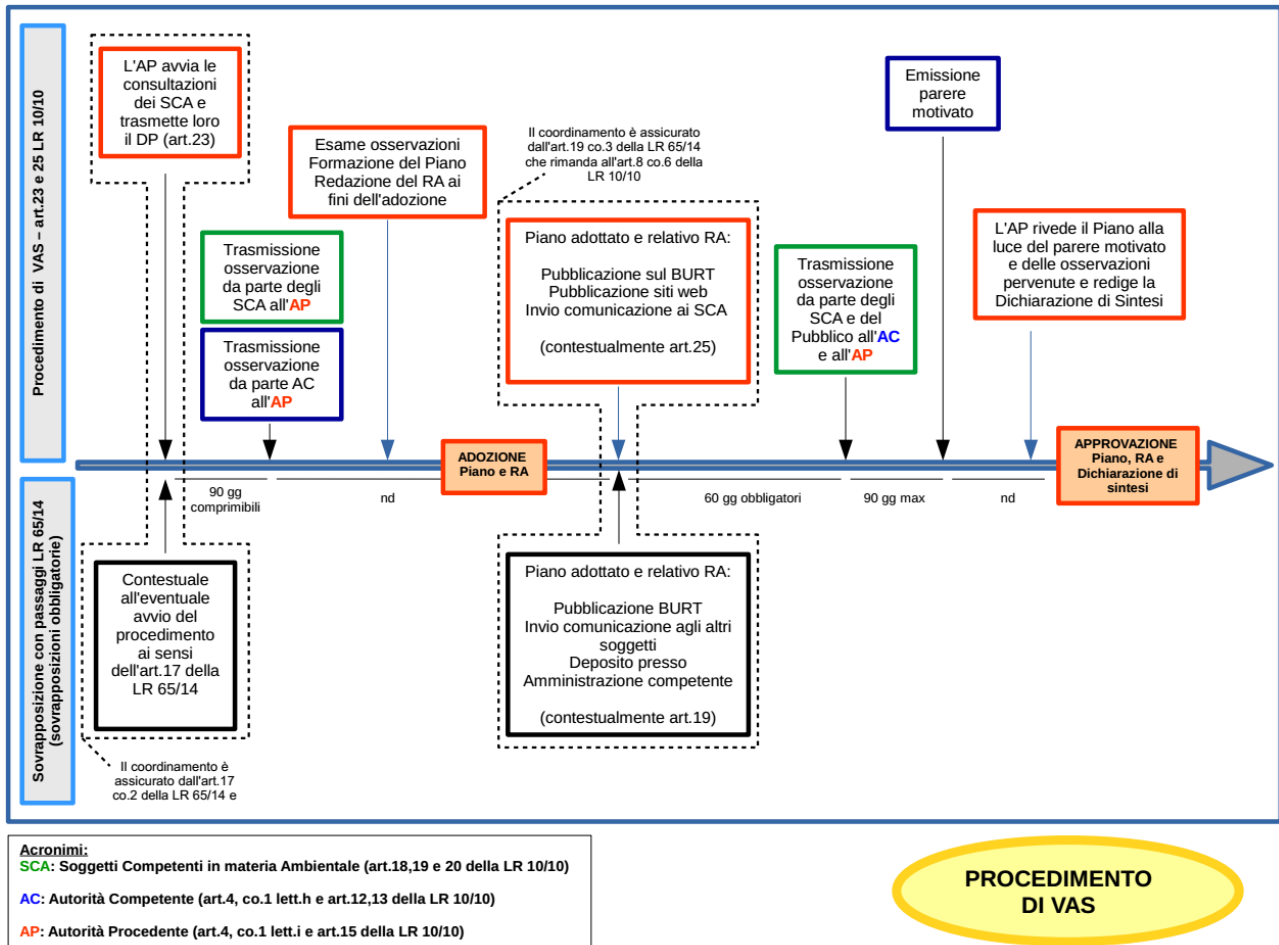 Procedimento di VAS – art.23 e 25 LR 10/10
L'AP avvia le
consultazioni
dei SCA e
trasmette loro
il DP (art.23)
Trasmissione
osservazione
da parte degli
SCA all'AP
Trasmissione
osservazione
da parte AC
all'AP
Esame osservazioni
Formazione del Piano
Redazione del RA ai
fini dell'adozione
Il coordinamento è assicurato
dall'art.19 co.3 della LR 65/14
che rimanda all'art.8 co.6 della
LR 10/10
Piano adottato e relativo RA:
Pubblicazione sul BURT
Pubblicazione siti web
Invio comunicazione ai SCA
(contestualmente art.25)
Trasmissione
osservazione
da parte degli
SCA e del
Pubblico all'AC
e all'AP
Emissione
parere
motivato
L'AP rivede il Piano alla
luce del parere motivato
e delle osservazioni
pervenute e redige la
Dichiarazione di Sintesi
ADOZIONE
Piano e RA
APPROVAZIONE
Piano, RA e
Dichiarazione di
sintesi
90 gg
comprimibili
nd
60 gg obbligatori
90 gg max
nd
Sovrapposizione con passaggi LR 65/14
(sovrapposizioni obbligatorie)
Contestuale
all'eventuale
avvio del
procedimento
ai sensi
dell'art.17 della
LR 65/14
Il coordinamento è
assicurato dall'art.17
co.2 della LR 65/14 e
Piano adottato e relativo RA:
Pubblicazione BURT
Invio comunicazione agli altri
soggetti
Deposito presso
Amministrazione competente
(contestualmente art.19)
Acronimi:
SCA: Soggetti Competenti in materia Ambientale (art.18,19 e 20 della LR 10/10)
AC: Autorità Competente (art.4, co.1 lett.h e art.12,13 della LR 10/10)
AP: Autorità Procedente (art.4, co.1 lett.i e art.15 della LR 10/10)
PROCEDIMENTO
DI VAS